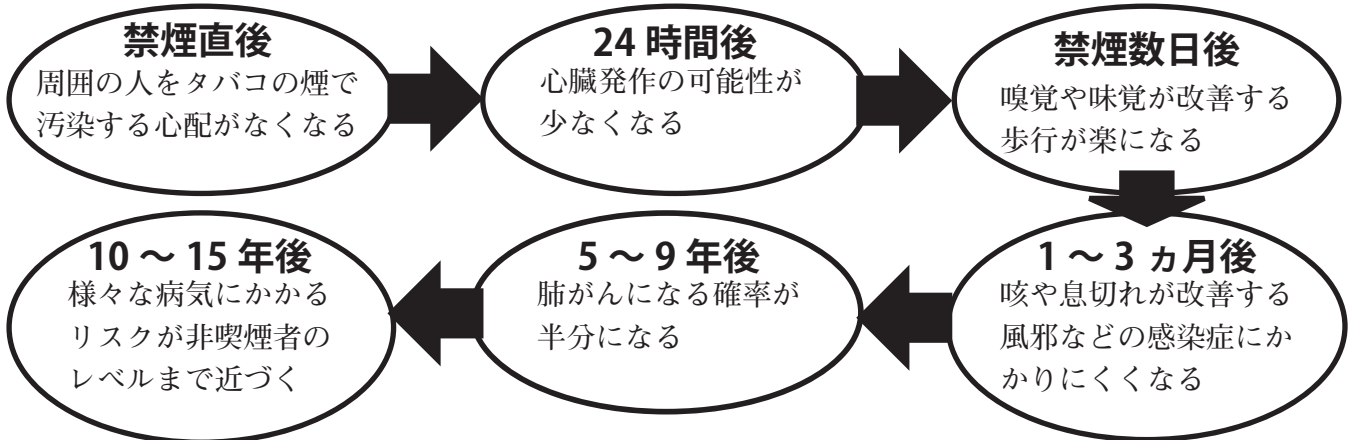 禁煙直後
周囲の人をタバコの煙で
汚染する心配がなくなる
24 時間後
心臓発作の可能性が
少なくなる
禁煙数日後
嗅覚や味覚が改善する
歩行が楽になる
1 〜 3 ヵ月後
咳や息切れが改善する
風邪などの感染症にか
かりにくくなる
5 〜 9 年後
肺がんになる確率が
半分になる
10 〜 15 年後
様々な病気にかかる
リスクが非喫煙者の
レベルまで近づく